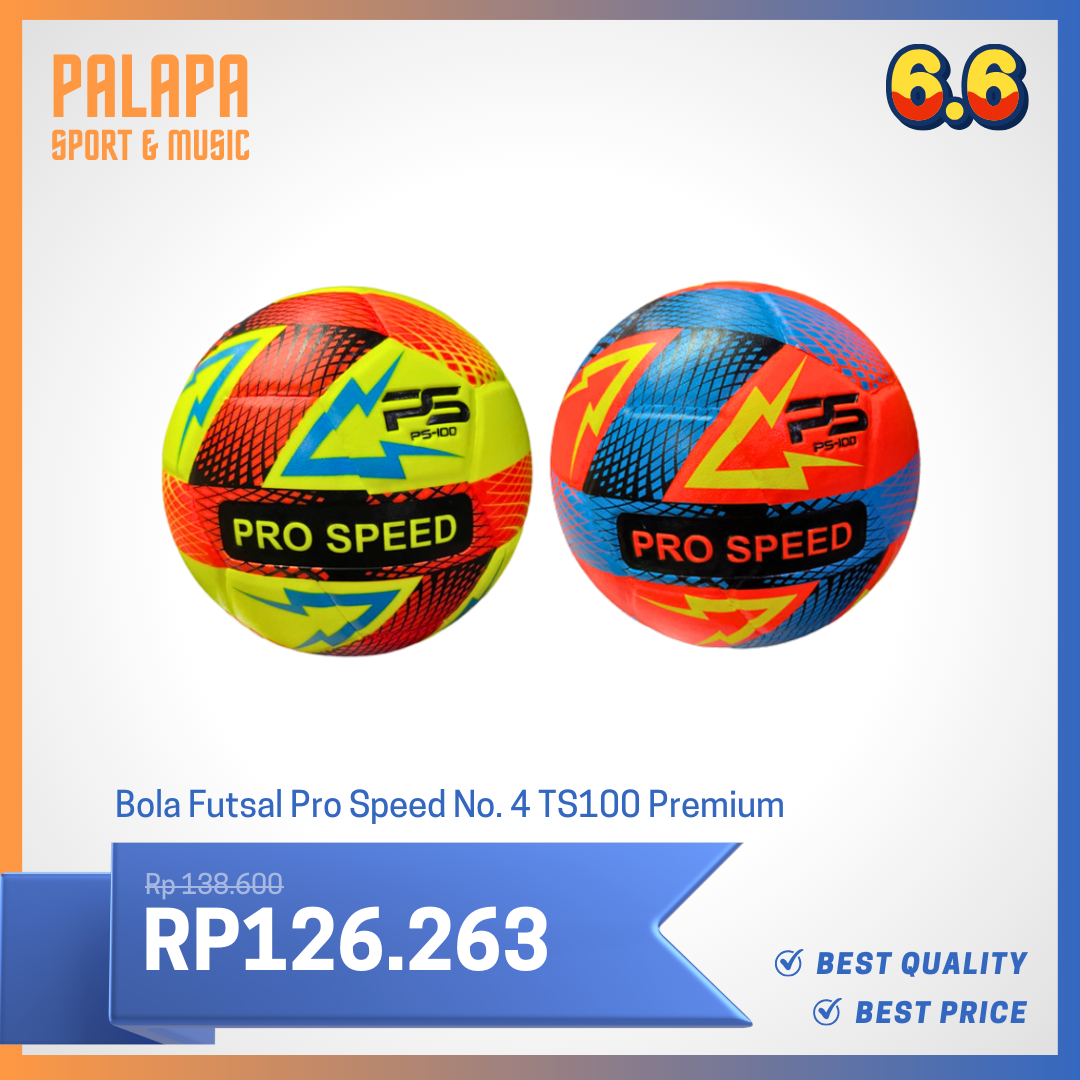 PALAPA
SPORT & MUSIC
6.6
PS
PS-100
PRO SPEED
PS
PS-100
PRO SPEED
Bola Futsal Pro Speed No. 4 TS100 Premium
Rp 138.600
RP126.263
BEST QUALITY
BEST PRICE